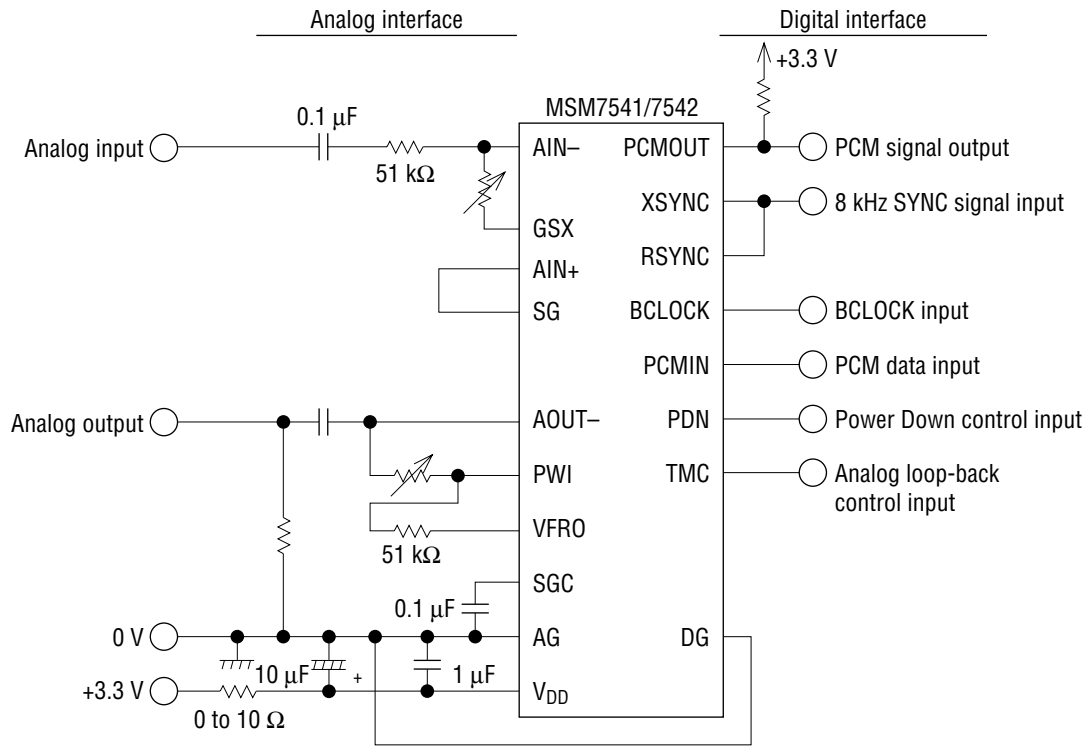 Analog interface
Digital interface
+3.3 V
0.1 μF
MSM7541/7542
Analog input
51 kΩ
AIN–
PCMOUT
PCM signal output
XSYNC
8 kHz SYNC signal input
GSX
RSYNC
AIN+
SG
BCLOCK
BCLOCK input
PCMIN
PCM data input
Analog output
AOUT–
PDN
Power Down control input
PWI
TMC
Analog loop-back
control input
VFRO
51 kΩ
SGC
0.1 μF
0 V
AG
DG
10 μF
+
1 μF
+3.3 V
VDD
0 to 10 Ω